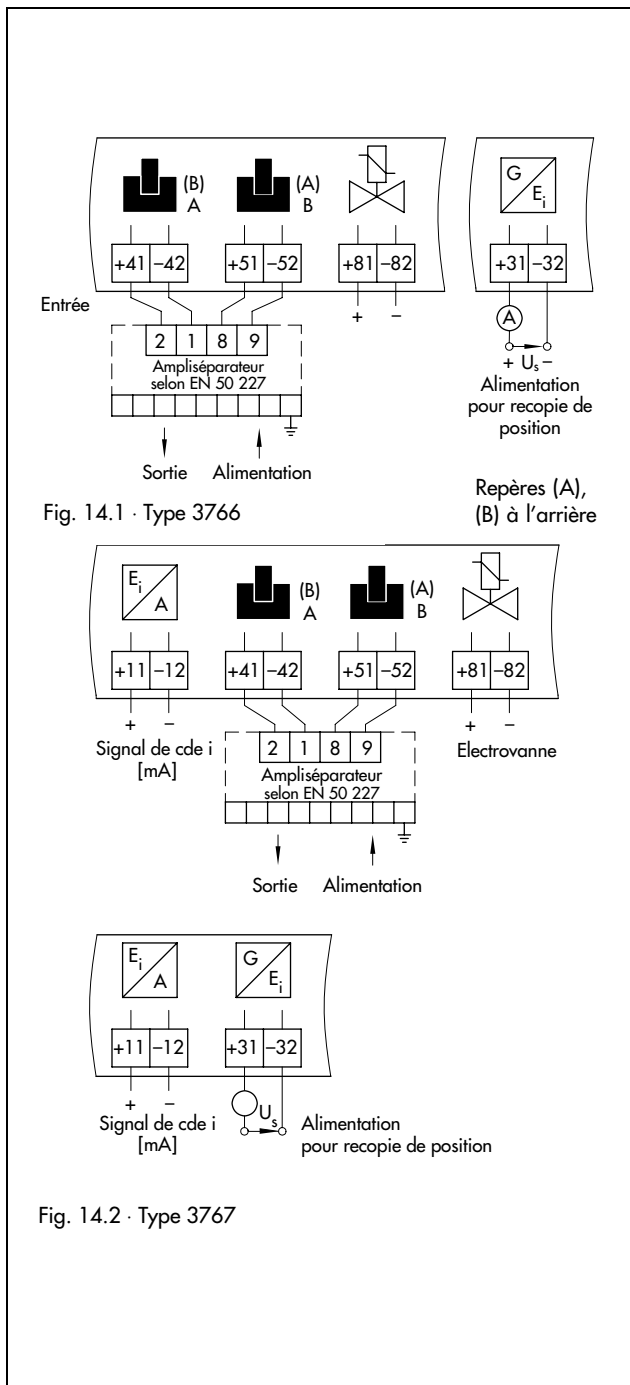 (B)
A
(A)
B
G
E i
+41 −42
+51 −52
+81 −82
+31 −32
Entrée
+ −
A
2 1 8 9
Ampliséparateur
selon EN 50 227
+ Us −
Alimentation
pour recopie de
position
Sortie Alimentation
Repères (A),
(B) à l'arrière
Fig. 14.1 · Type 3766
E i
A
(B)
A
(A)
B
+11 −12
+41 −42
+51 −52
+81 −82
+ −
+ −
Signal de cde i
[mA]
2 1 8 9
Electrovanne
Ampliséparateur
selon EN 50 227
Sortie Alimentation
E i
A
G
E i
+11 −12
+31 −32
+ −
Us
Signal de cde i
[mA]
Alimentation
pour recopie de position
Fig. 14.2 · Type 3767